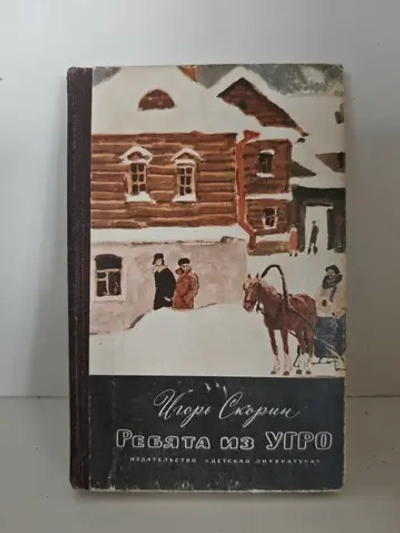 Игорь Скорин
Ребята из УГРО
ИЗДАТЕЛЬСТВО «ДЕТСКАЯ ЛИТЕРАТУРА»